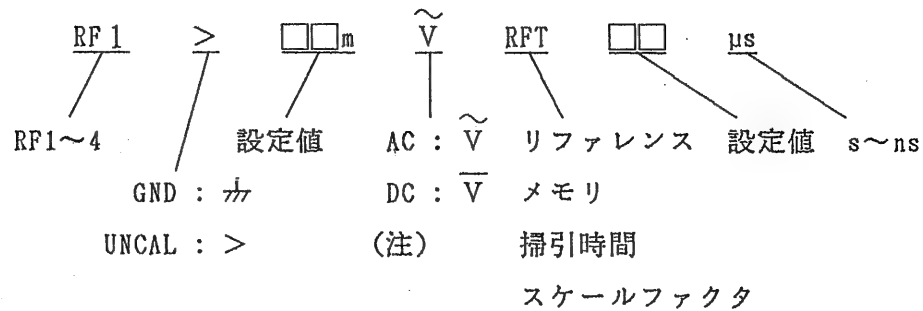 RF1 > □□m Ṽ RFT □□ μs
RF1～4 設定値 AC : Ṽ リファレンス 設定値 s～ns
GND : ⏚ DC : V̅ メモリ
UNCAL : > (注) 掃引時間
スケールファクタ